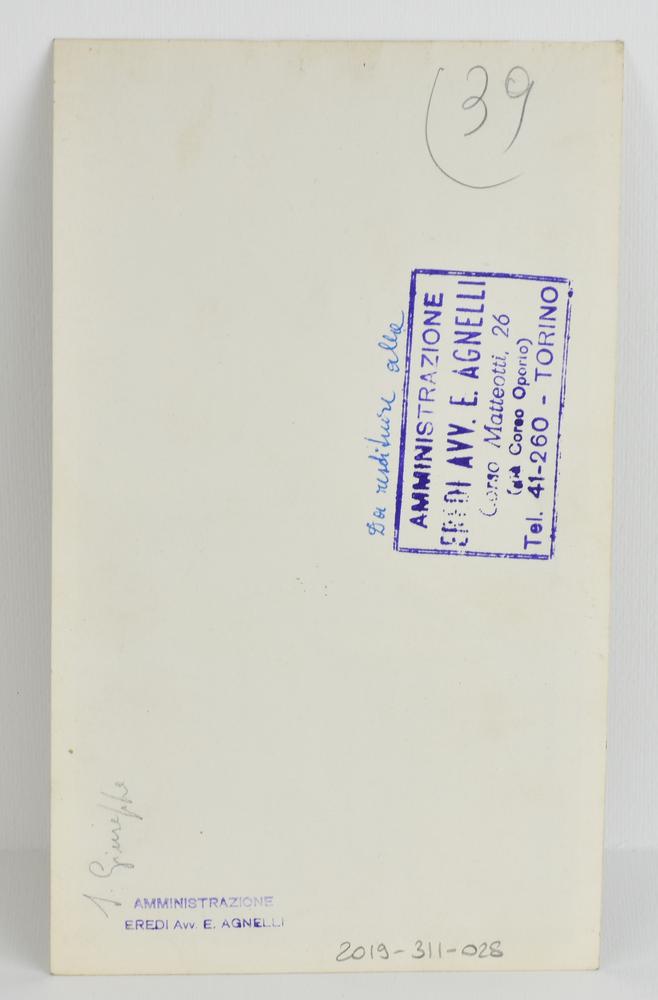 39
Da restituire alla
AMMINISTRAZIONE
EREDI AVV. E. AGNELLI
Corso Matteotti, 26
(già Corso Oporto)
Tel. 41-260 - TORINO
S. Giuseppe
AMMINISTRAZIONE
EREDI Avv. E. AGNELLI
2019-311-028